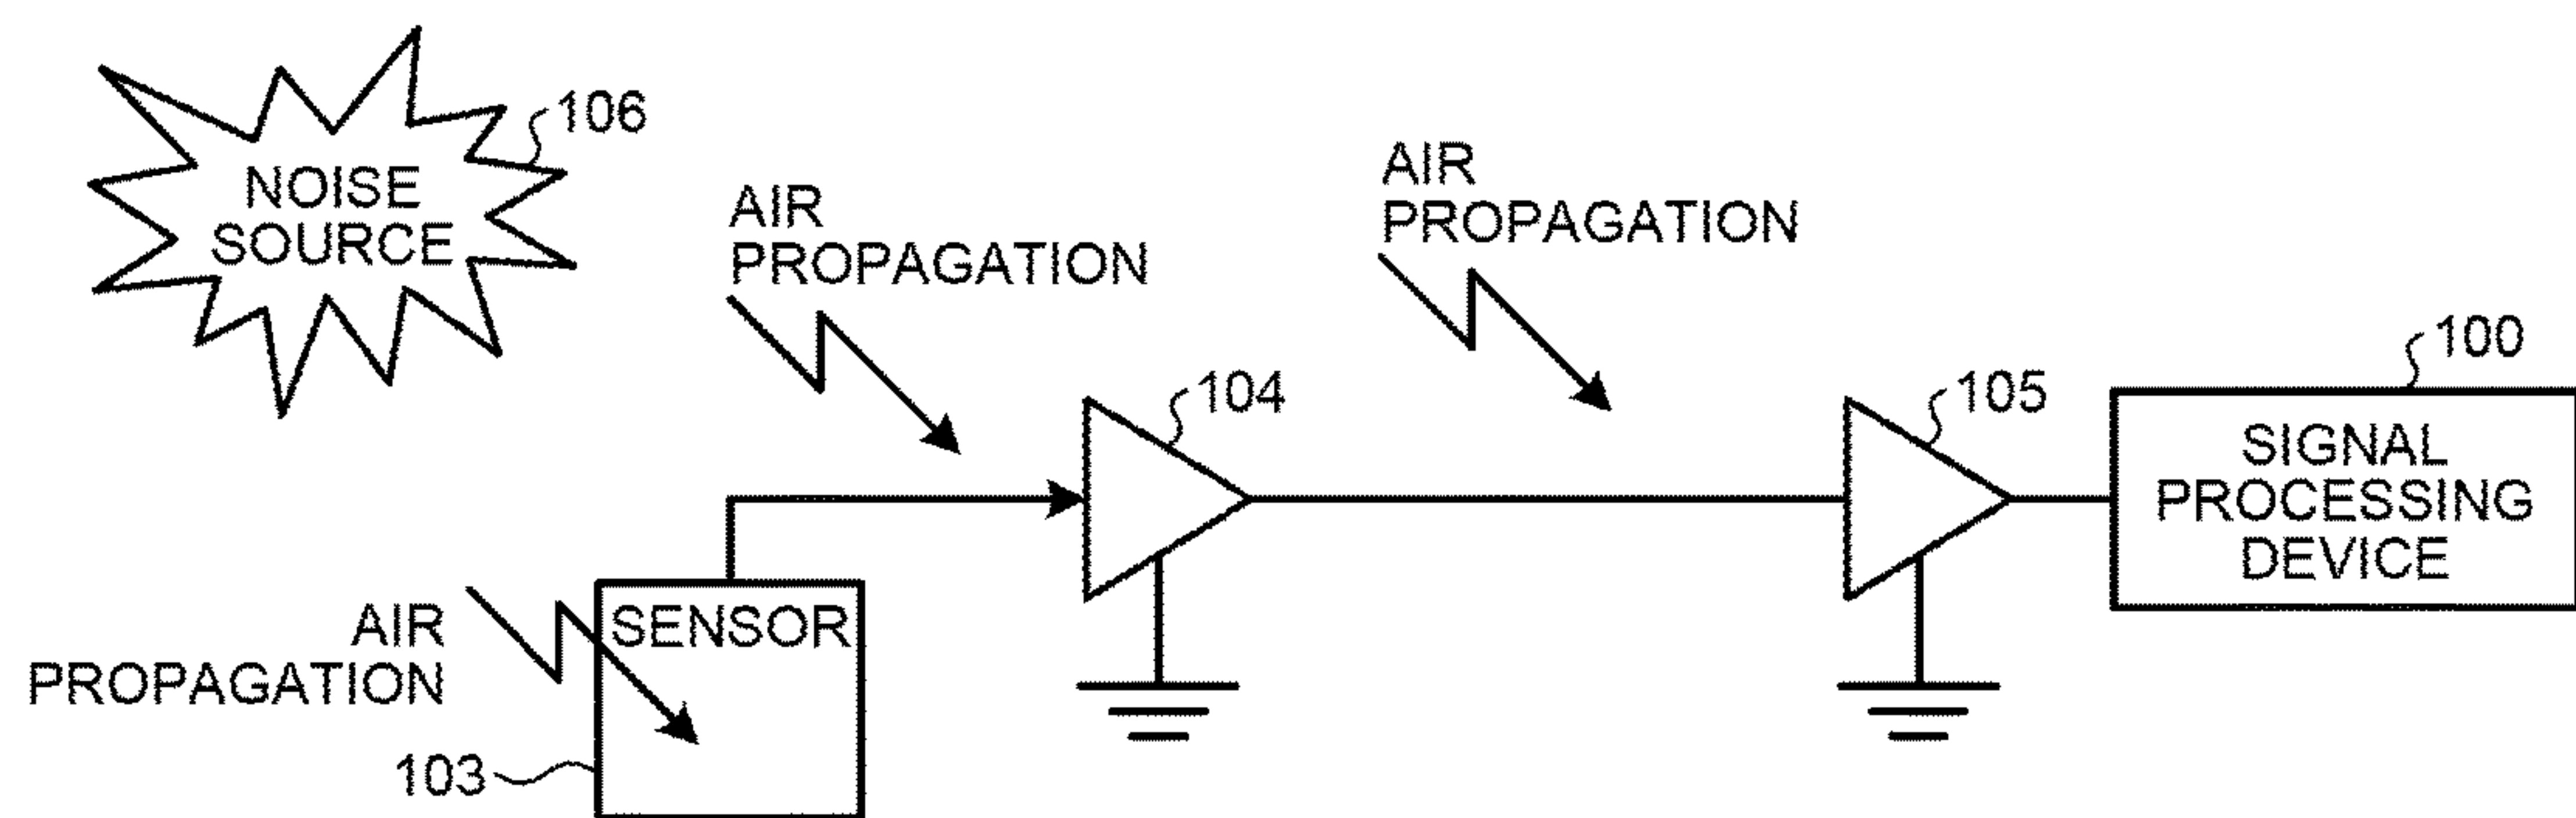 106
NOISE
SOURCE
AIR
PROPAGATION
AIR
PROPAGATION
100
104
105
SIGNAL
PROCESSING
DEVICE
AIR
PROPAGATION
SENSOR
103